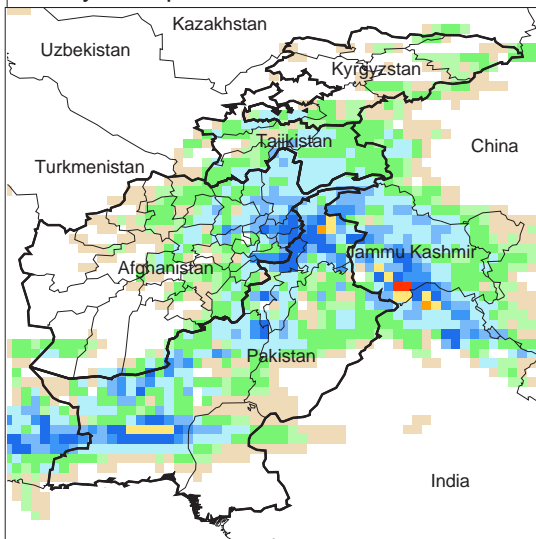 Kazakhstan
Uzbekistan
Kyrgyzstan
China
Tajikistan
Turkmenistan
Jammu Kashmir
Afghanistan
Pakistan
India